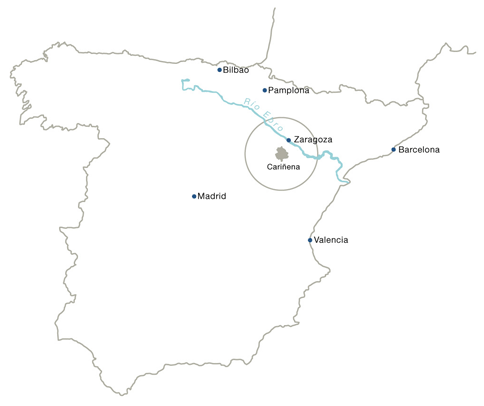 Bilbao
Pamplona
Río Ebro
Zaragoza
Barcelona
Cariñena
Madrid
Valencia